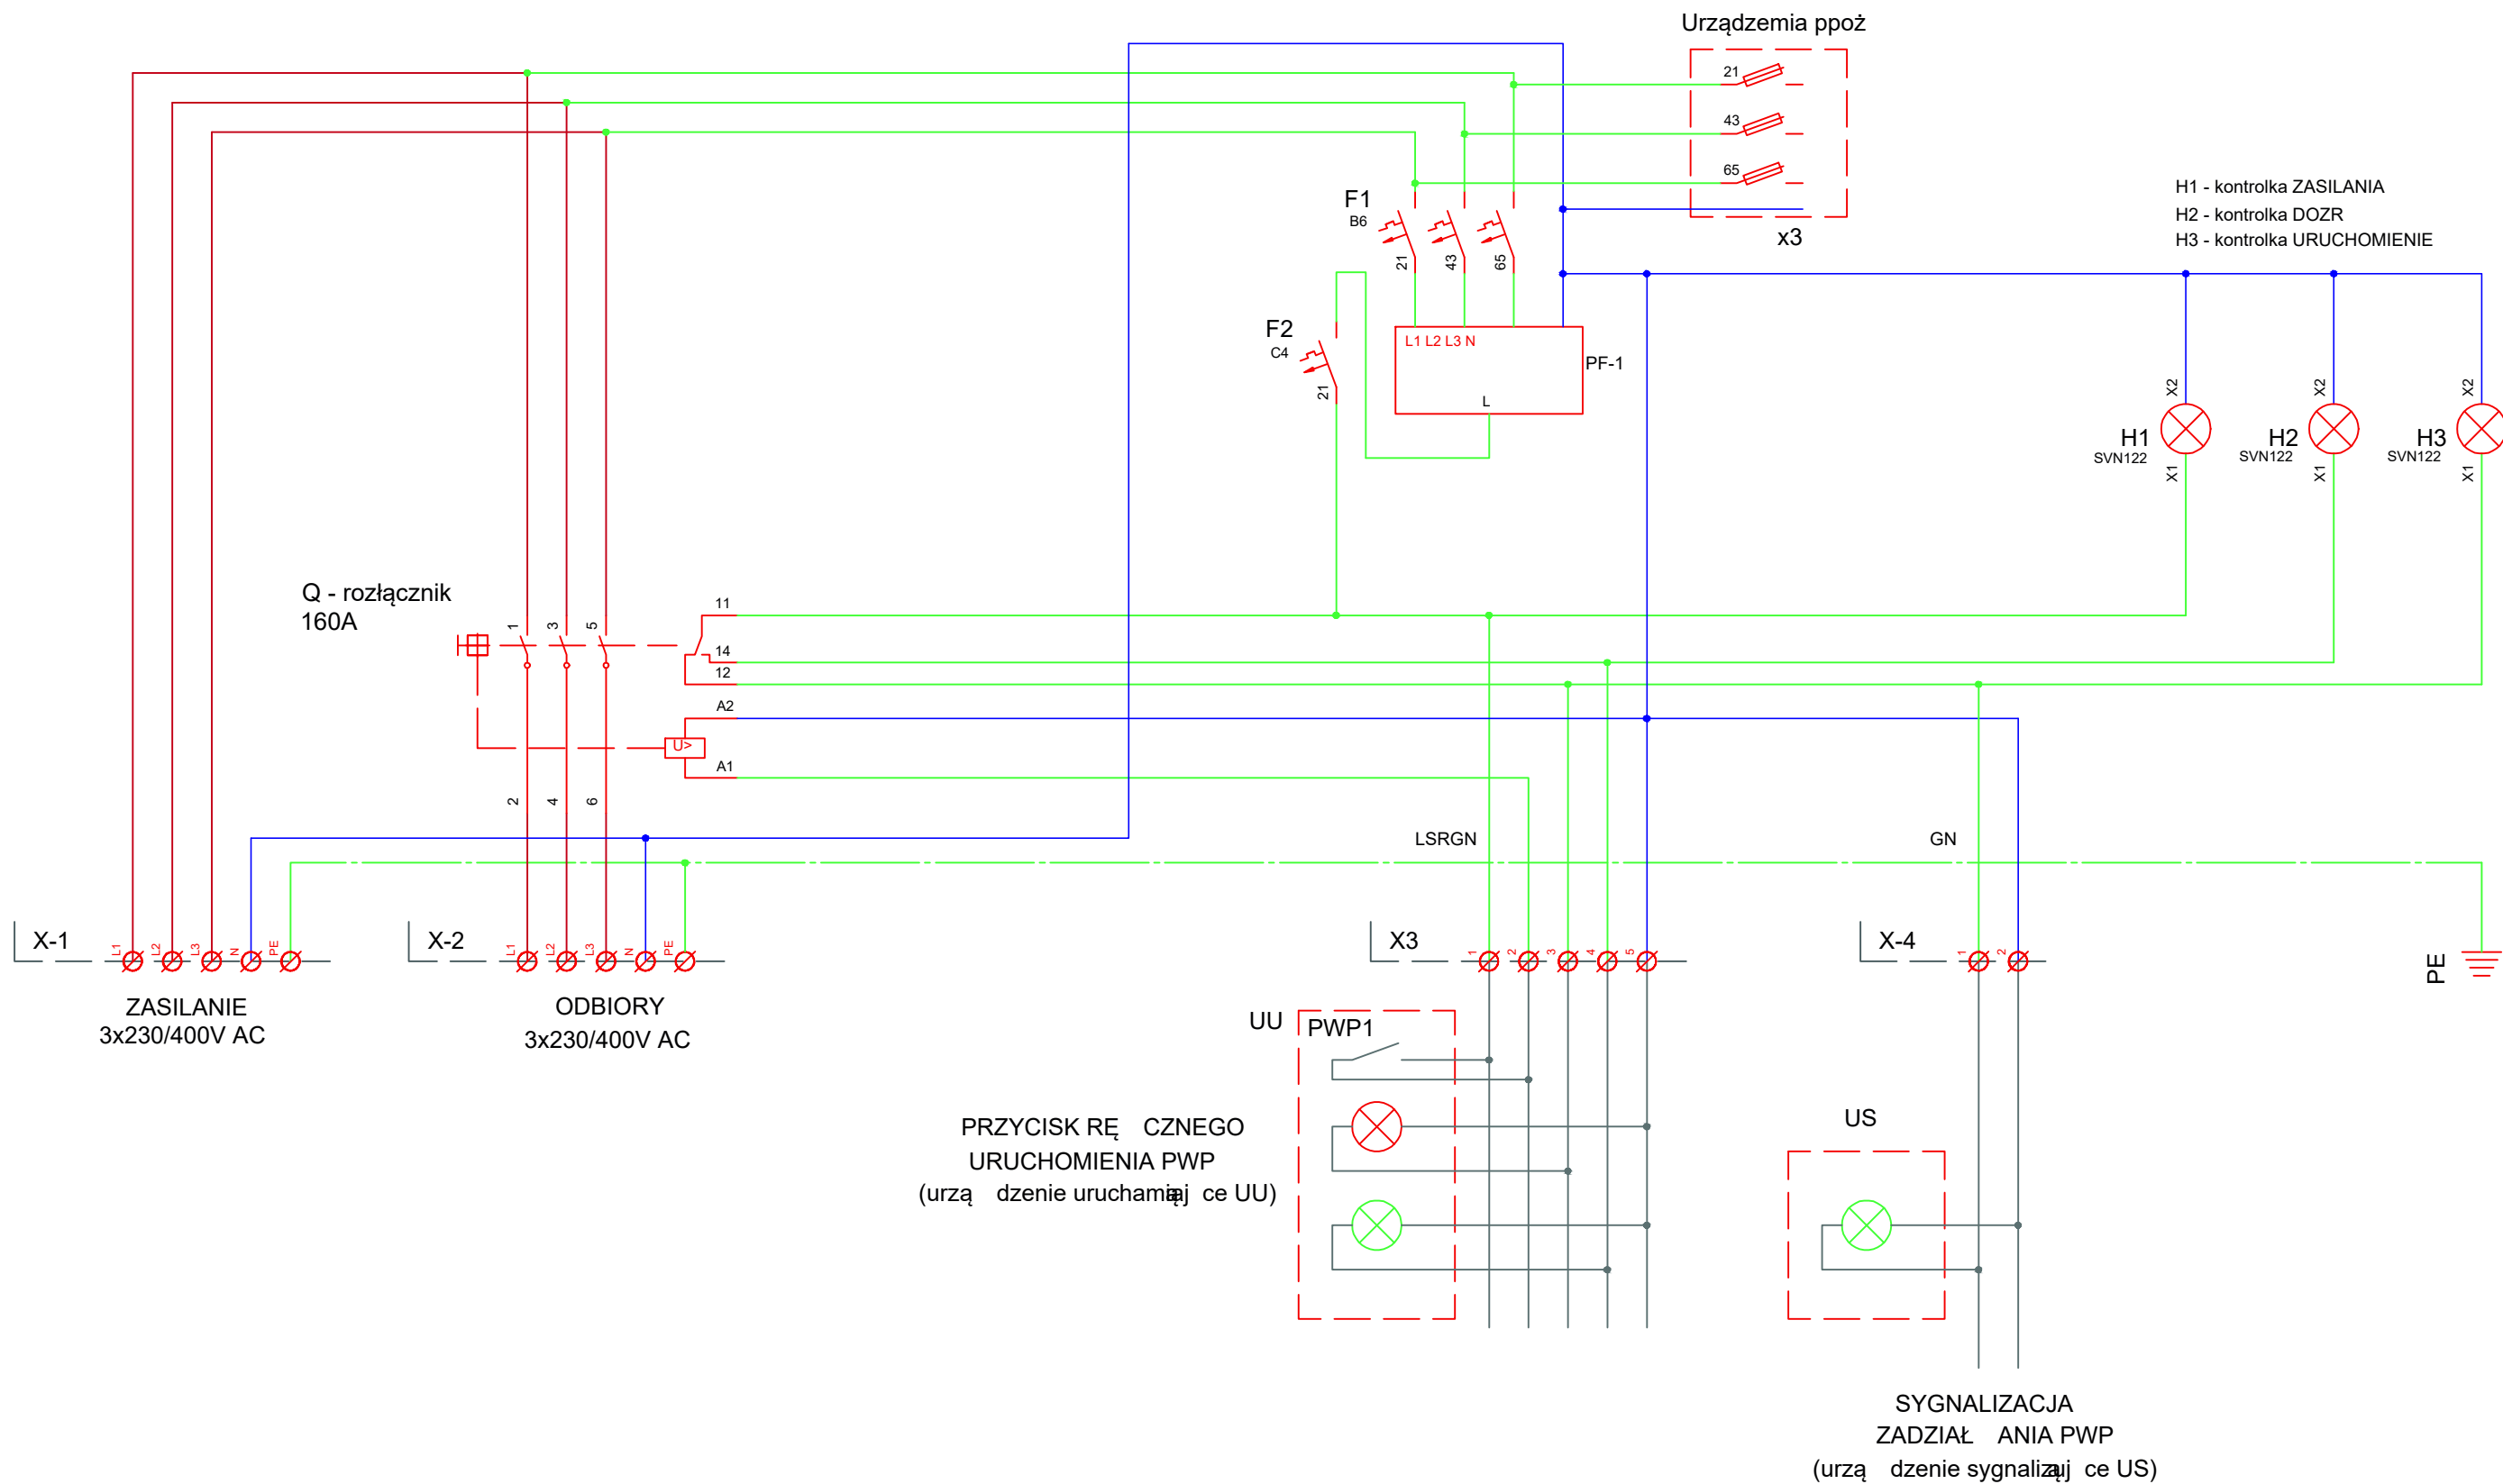 Urządzemia ppoż
21
43
65
x3
H1 - kontrolka ZASILANIA
H2 - kontrolka DOZR
H3 - kontrolka URUCHOMIENIE
F1
B6
21
43
65
F2
C4
21
L1 L2 L3 N
PF-1
L
X2
X2
X2
H1
SVN122
H2
SVN122
H3
SVN122
X1
X1
X1
Q - rozłącznik
160A
1
3
5
11
14
12
A2
U>
A1
2
4
6
LSRGN
GN
X-1
L1
L2
L3
N
PE
X-2
L1
L2
L3
N
PE
X3
1
2
3
4
5
X-4
1
2
PE
ZASILANIE
3x230/400V AC
ODBIORY
3x230/400V AC
UU
PWP1
PRZYCISK RĘ CZNEGO
URUCHOMIENIA PWP
(urzą dzenie uruchamiająj ce UU)
US
SYGNALIZACJA
ZADZIAŁ ANIA PWP
(urzą dzenie sygnalizująj ce US)